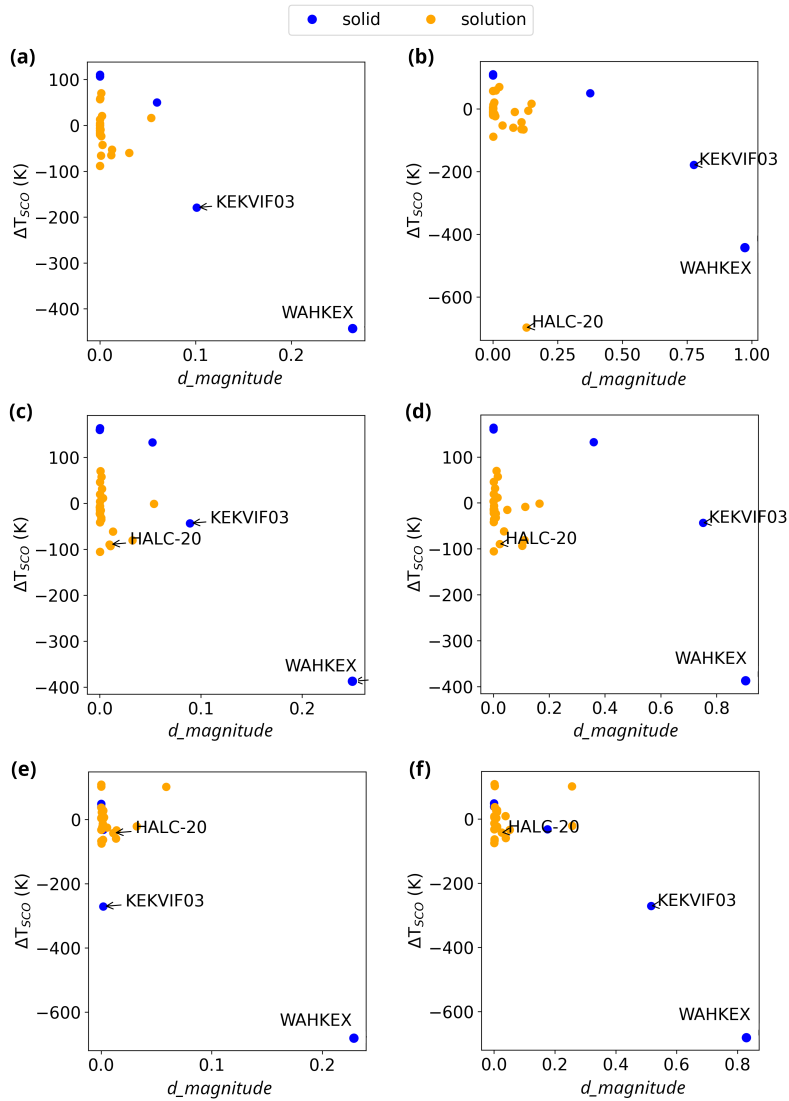 solid solution
(a)
100
0
−100
−200
−300
−400
ΔT_SCO (K)
KEKVIF03
WAHKEX
0.0 0.1 0.2
d_magnitude
(b)
0
−200
−400
−600
ΔT_SCO (K)
KEKVIF03
WAHKEX
HALC-20
0.00 0.25 0.50 0.75 1.00
d_magnitude
(c)
100
0
−100
−200
−300
−400
ΔT_SCO (K)
KEKVIF03
HALC-20
WAHKEX
0.0 0.1 0.2
d_magnitude
(d)
100
0
−100
−200
−300
−400
ΔT_SCO (K)
KEKVIF03
HALC-20
WAHKEX
0.0 0.2 0.4 0.6 0.8
d_magnitude
(e)
0
−200
−400
−600
ΔT_SCO (K)
HALC-20
KEKVIF03
WAHKEX
0.0 0.1 0.2
d_magnitude
(f)
0
−200
−400
−600
ΔT_SCO (K)
HALC-20
KEKVIF03
WAHKEX
0.0 0.2 0.4 0.6 0.8
d_magnitude